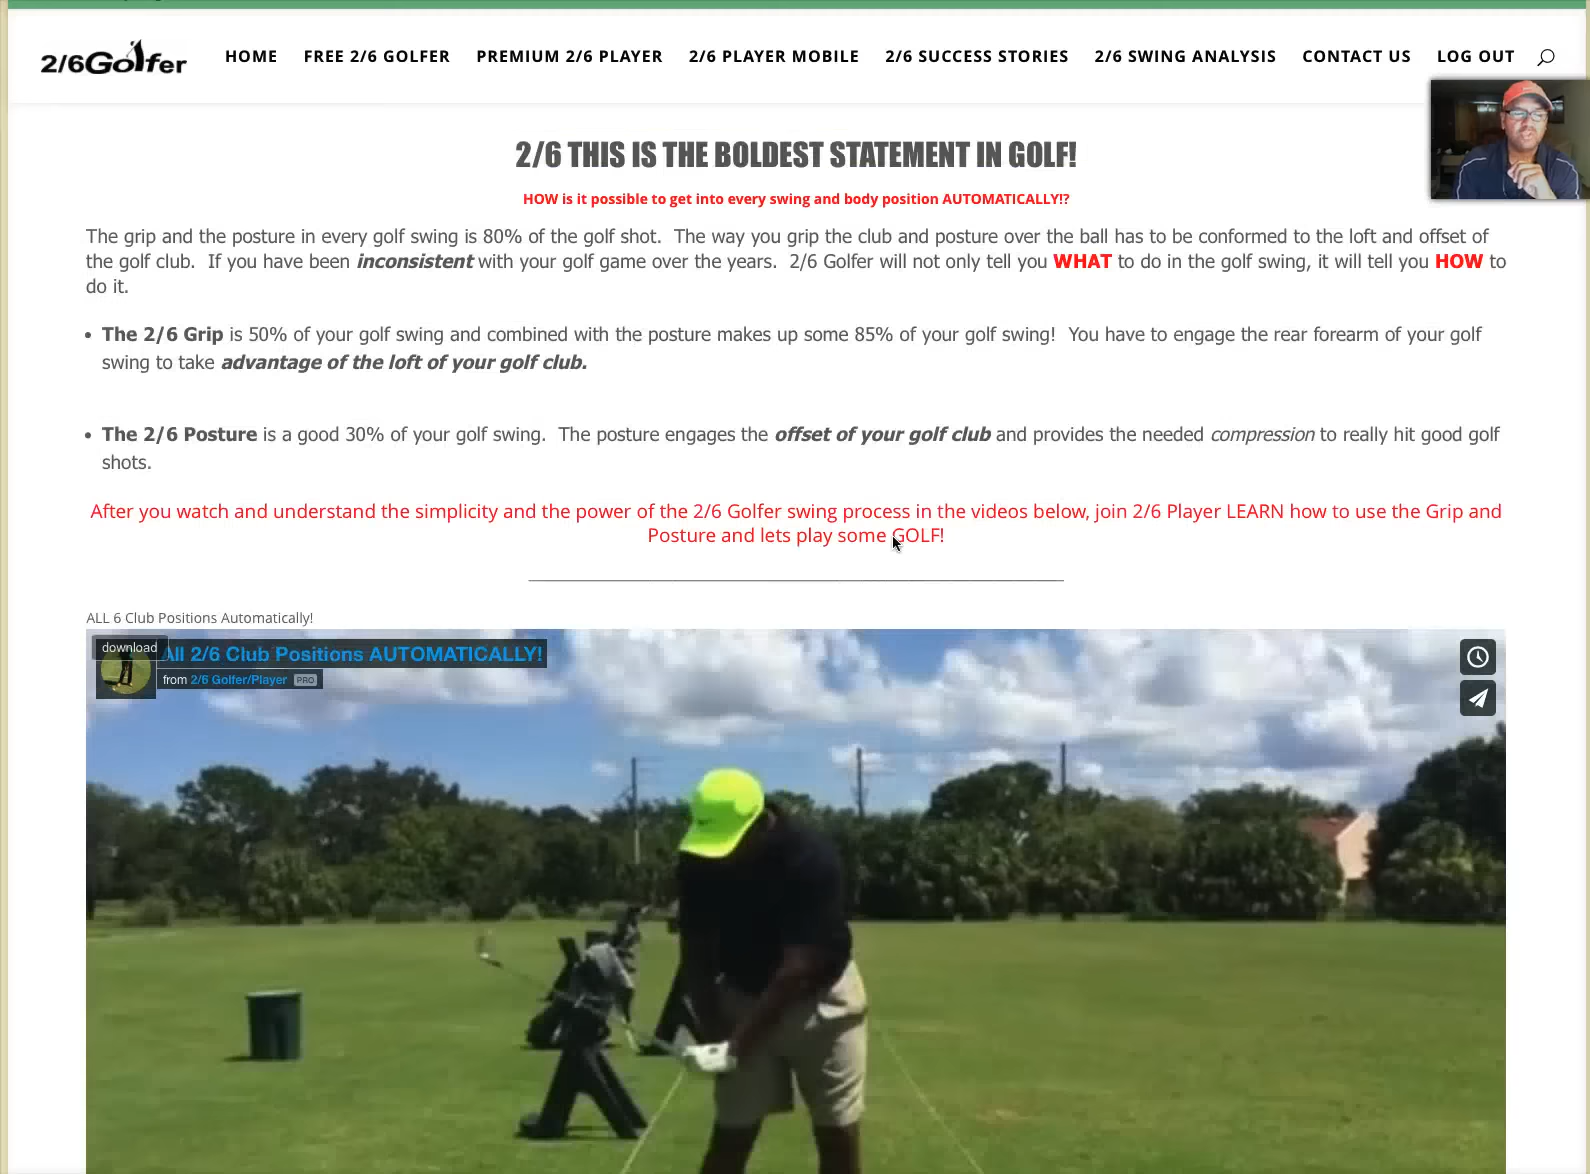 2/6Golfer
HOME FREE 2/6 GOLFER PREMIUM 2/6 PLAYER 2/6 PLAYER MOBILE 2/6 SUCCESS STORIES 2/6 SWING ANALYSIS CONTACT US LOG OUT
2/6 THIS IS THE BOLDEST STATEMENT IN GOLF!
HOW is it possible to get into every swing and body position AUTOMATICALLY!?
The grip and the posture in every golf swing is 80% of the golf shot. The way you grip the club and posture over the ball has to be conformed to the loft and offset of
the golf club. If you have been inconsistent with your golf game over the years. 2/6 Golfer will not only tell you WHAT to do in the golf swing, it will tell you HOW to
do it.
• The 2/6 Grip is 50% of your golf swing and combined with the posture makes up some 85% of your golf swing! You have to engage the rear forearm of your golf
swing to take advantage of the loft of your golf club.
• The 2/6 Posture is a good 30% of your golf swing. The posture engages the offset of your golf club and provides the needed compression to really hit good golf
shots.
After you watch and understand the simplicity and the power of the 2/6 Golfer swing process in the videos below, join 2/6 Player LEARN how to use the Grip and
Posture and lets play some GOLF!
ALL 6 Club Positions Automatically!
download
All 2/6 Club Positions AUTOMATICALLY!
from 2/6 Golfer/Player PRO